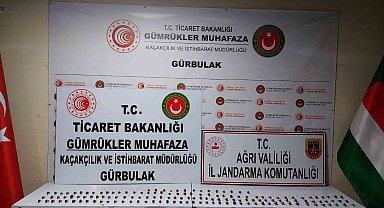 T.C. TİCARET BAKANLIĞI
GÜMRÜKLER MUHAFAZA
KAÇAKÇILIK VE İSTİHBARAT MÜDÜRLÜĞÜ
GÜRBULAK
T.C.
TİCARET BAKANLIĞI
GÜMRÜKLER MUHAFAZA
KAÇAKÇILIK VE İSTİHBARAT MÜDÜRLÜĞÜ
GÜRBULAK
T.C.
AĞRI VALİLİĞİ
İL JANDARMA KOMUTANLIĞI